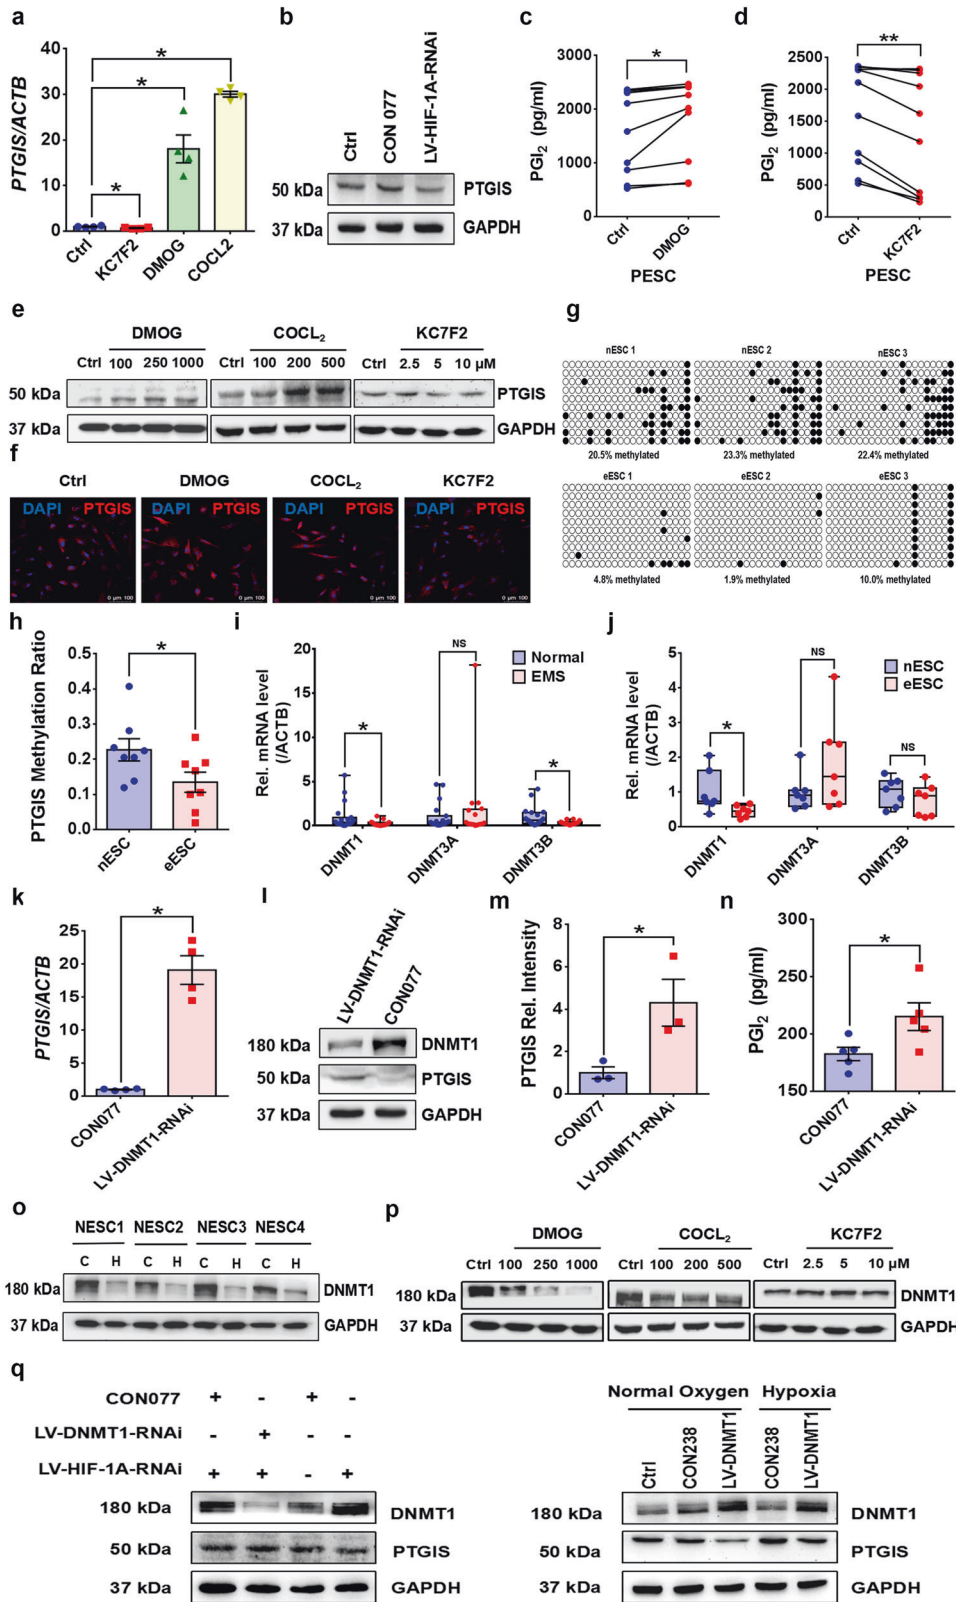 a
PTGIS/ACTB
40
30
20
10
0
*
*
*
Ctrl
KC7F2
DMOG
COCL2
b
Ctrl
CON 077
LV-HIF-1A-RNAi
50 kDa
PTGIS
37 kDa
GAPDH
c
PGI2 (pg/ml)
3000
2000
1000
0
*
Ctrl
DMOG
PESC
d
PGI2 (pg/ml)
2500
2000
1500
1000
500
0
**
Ctrl
KC7F2
PESC
e
DMOG
COCL2
KC7F2
Ctrl 100 250 1000
Ctrl 100 200 500
Ctrl 2.5 5 10 µM
50 kDa
PTGIS
37 kDa
GAPDH
f
Ctrl
DMOG
COCL2
KC7F2
DAPI PTGIS
DAPI PTGIS
DAPI PTGIS
DAPI PTGIS
0 µm 100
0 µm 100
0 µm 100
0 µm 100
g
nESC 1
nESC 2
nESC 3
20.5% methylated
23.3% methylated
22.4% methylated
eESC 1
eESC 2
eESC 3
4.8% methylated
1.9% methylated
10.0% methylated
h
PTGIS Methylation Ratio
0.5
0.4
0.3
0.2
0.1
0.0
*
nESC
eESC
i
Rel. mRNA level
(/ACTB)
20
15
10
5
0
*
NS
*
Normal
EMS
DNMT1
DNMT3A
DNMT3B
j
Rel. mRNA level
(/ACTB)
5
4
3
2
1
0
*
NS
NS
nESC
eESC
DNMT1
DNMT3A
DNMT3B
k
PTGIS/ACTB
25
20
15
10
5
0
*
CON077
LV-DNMT1-RNAi
l
LV-DNMT1-RNAi
CON077
180 kDa
DNMT1
50 kDa
PTGIS
37 kDa
GAPDH
m
PTGIS Rel. Intensity
8
6
4
2
0
*
CON077
LV-DNMT1-RNAi
n
PGI2 (pg/ml)
300
250
200
150
*
CON077
LV-DNMT1-RNAi
o
NESC1 NESC2 NESC3 NESC4
C H C H C H C H
180 kDa
DNMT1
37 kDa
GAPDH
p
DMOG
COCL2
KC7F2
Ctrl 100 250 1000
Ctrl 100 200 500
Ctrl 2.5 5 10 µM
180 kDa
DNMT1
37 kDa
GAPDH
q
CON077 + - + -
LV-DNMT1-RNAi - + - -
LV-HIF-1A-RNAi + + - +
180 kDa
DNMT1
50 kDa
PTGIS
37 kDa
GAPDH
Normal Oxygen
Hypoxia
Ctrl
CON238
LV-DNMT1
CON238
LV-DNMT1
180 kDa
DNMT1
50 kDa
PTGIS
37 kDa
GAPDH